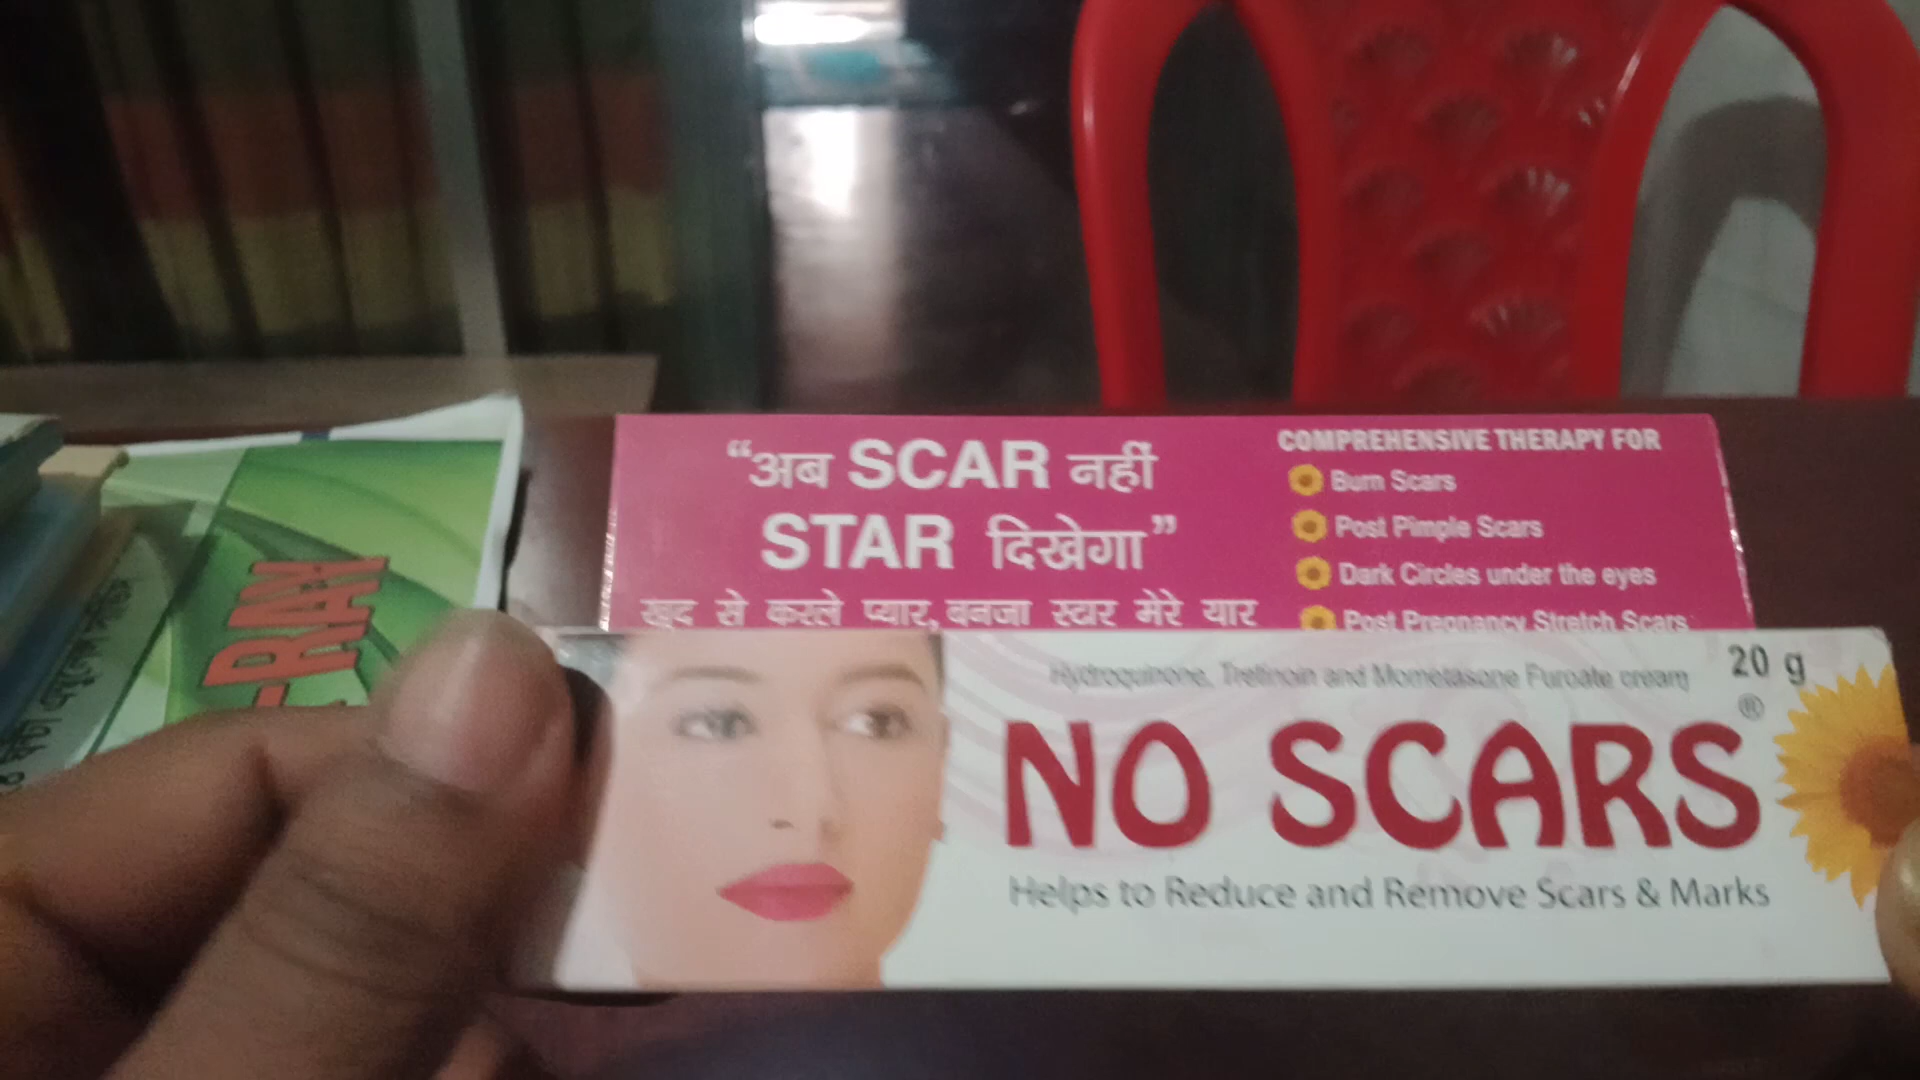 “अब SCAR नहीं
STAR दिखेगा”
खुद से करले प्यार, बनजा स्टार मेरे यार
COMPREHENSIVE THERAPY FOR
Burn Scars
Post Pimple Scars
Dark Circles under the eyes
Post Pregnancy Stretch Scars
Hydroquinone, Tretinoin and Mometasone Furoate cream
20 g
NO SCARS®
Helps to Reduce and Remove Scars & Marks
-RAY